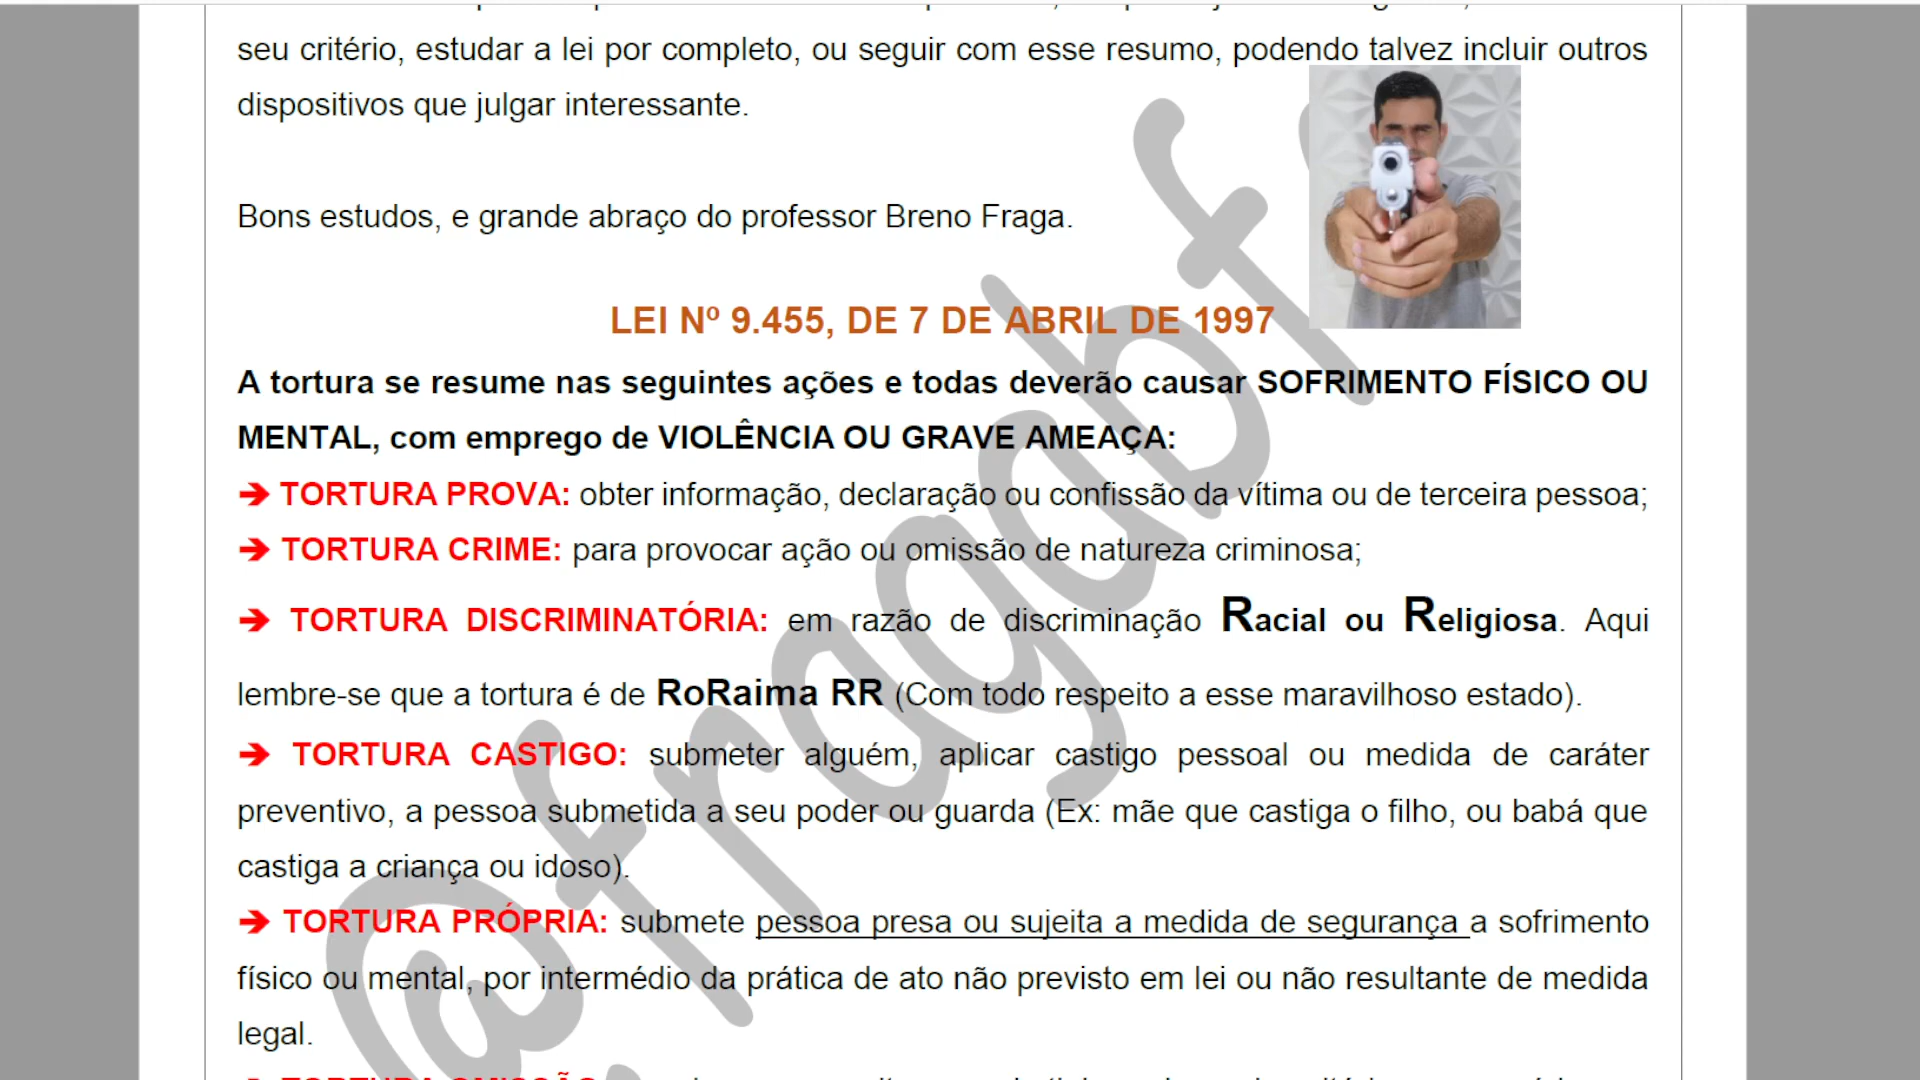 seu critério, estudar a lei por completo, ou seguir com esse resumo, podendo talvez incluir outros
dispositivos que julgar interessante.
Bons estudos, e grande abraço do professor Breno Fraga.
LEI Nº 9.455, DE 7 DE ABRIL DE 1997
A tortura se resume nas seguintes ações e todas deverão causar SOFRIMENTO FÍSICO OU
MENTAL, com emprego de VIOLÊNCIA OU GRAVE AMEAÇA:
➔ TORTURA PROVA: obter informação, declaração ou confissão da vítima ou de terceira pessoa;
➔ TORTURA CRIME: para provocar ação ou omissão de natureza criminosa;
➔ TORTURA DISCRIMINATÓRIA: em razão de discriminação Racial ou Religiosa. Aqui
lembre-se que a tortura é de RoRaima RR (Com todo respeito a esse maravilhoso estado).
➔ TORTURA CASTIGO: submeter alguém, aplicar castigo pessoal ou medida de caráter
preventivo, a pessoa submetida a seu poder ou guarda (Ex: mãe que castiga o filho, ou babá que
castiga a criança ou idoso).
➔ TORTURA PRÓPRIA: submete pessoa presa ou sujeita a medida de segurança a sofrimento
físico ou mental, por intermédio da prática de ato não previsto em lei ou não resultante de medida
legal.
@fragabf